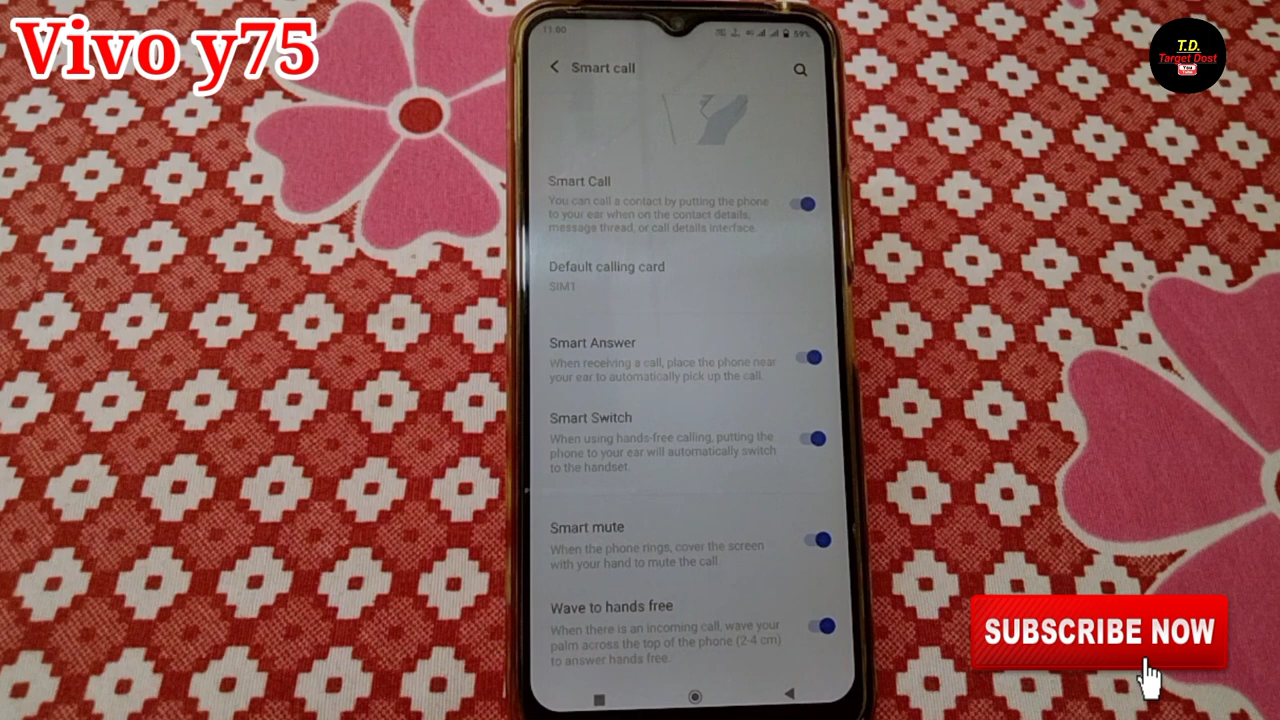 Vivo y75
T.D.
Target Dost
11:00
59%
Smart call
Smart Call
You can call a contact by putting the phone
to your ear when on the contact details,
message thread, or call details interface.
Default calling card
SIM1
Smart Answer
When receiving a call, place the phone near
your ear to automatically pick up the call.
Smart Switch
When using hands-free calling, putting the
phone to your ear will automatically switch
to the handset.
Smart mute
When the phone rings, cover the screen
with your hand to mute the call.
Wave to hands free
When there is an incoming call, wave your
palm across the top of the phone (2-4 cm)
to answer hands free.
SUBSCRIBE NOW